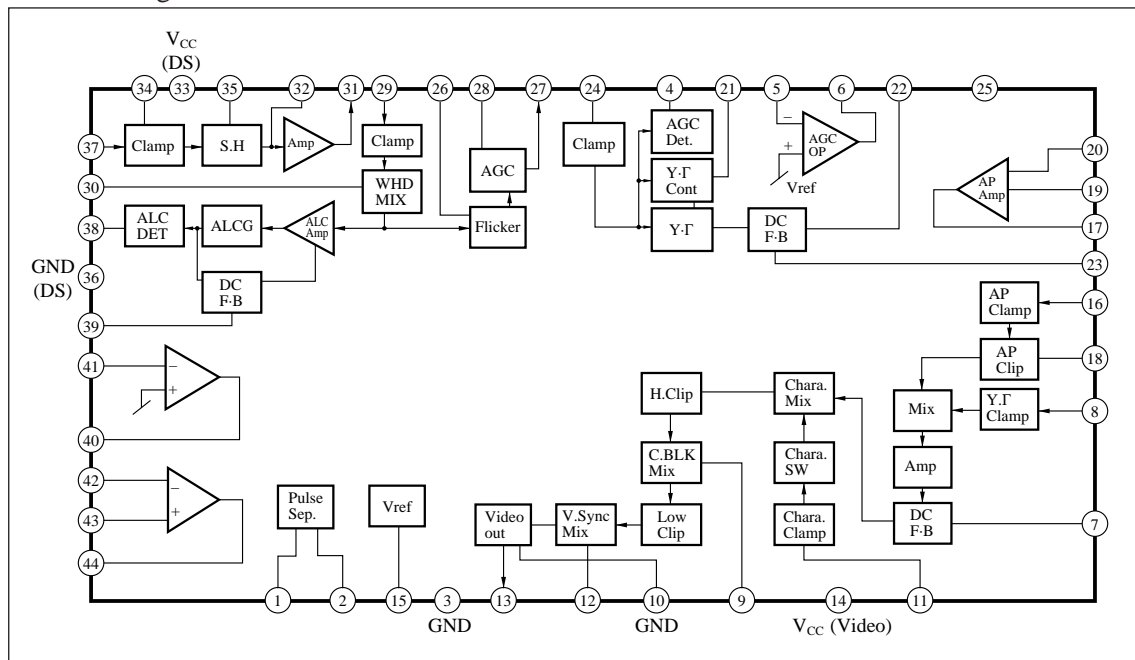 V_CC
(DS)
34
33
35
32
31
29
26
28
27
24
4
21
5
6
22
25
37
Clamp
S.H
Amp
Clamp
AGC
Clamp
AGC
Det.
−
+
AGC
OP
Vref
20
30
WHD
MIX
Y·Γ
Cont
AP
Amp
19
38
ALC
DET
ALCG
ALC
Amp
Flicker
Y·Γ
DC
F·B
17
GND
(DS)
36
DC
F·B
23
39
AP
Clamp
16
41
−
+
AP
Clip
18
H.Clip
Chara.
Mix
Mix
Y.Γ
Clamp
8
40
C.BLK
Mix
Chara.
SW
Amp
42
−
43
+
44
Pulse
Sep.
Vref
Video
out
V.Sync
Mix
Low
Clip
Chara.
Clamp
DC
F·B
7
1
2
15
3
13
12
10
9
14
11
GND
GND
V_CC (Video)